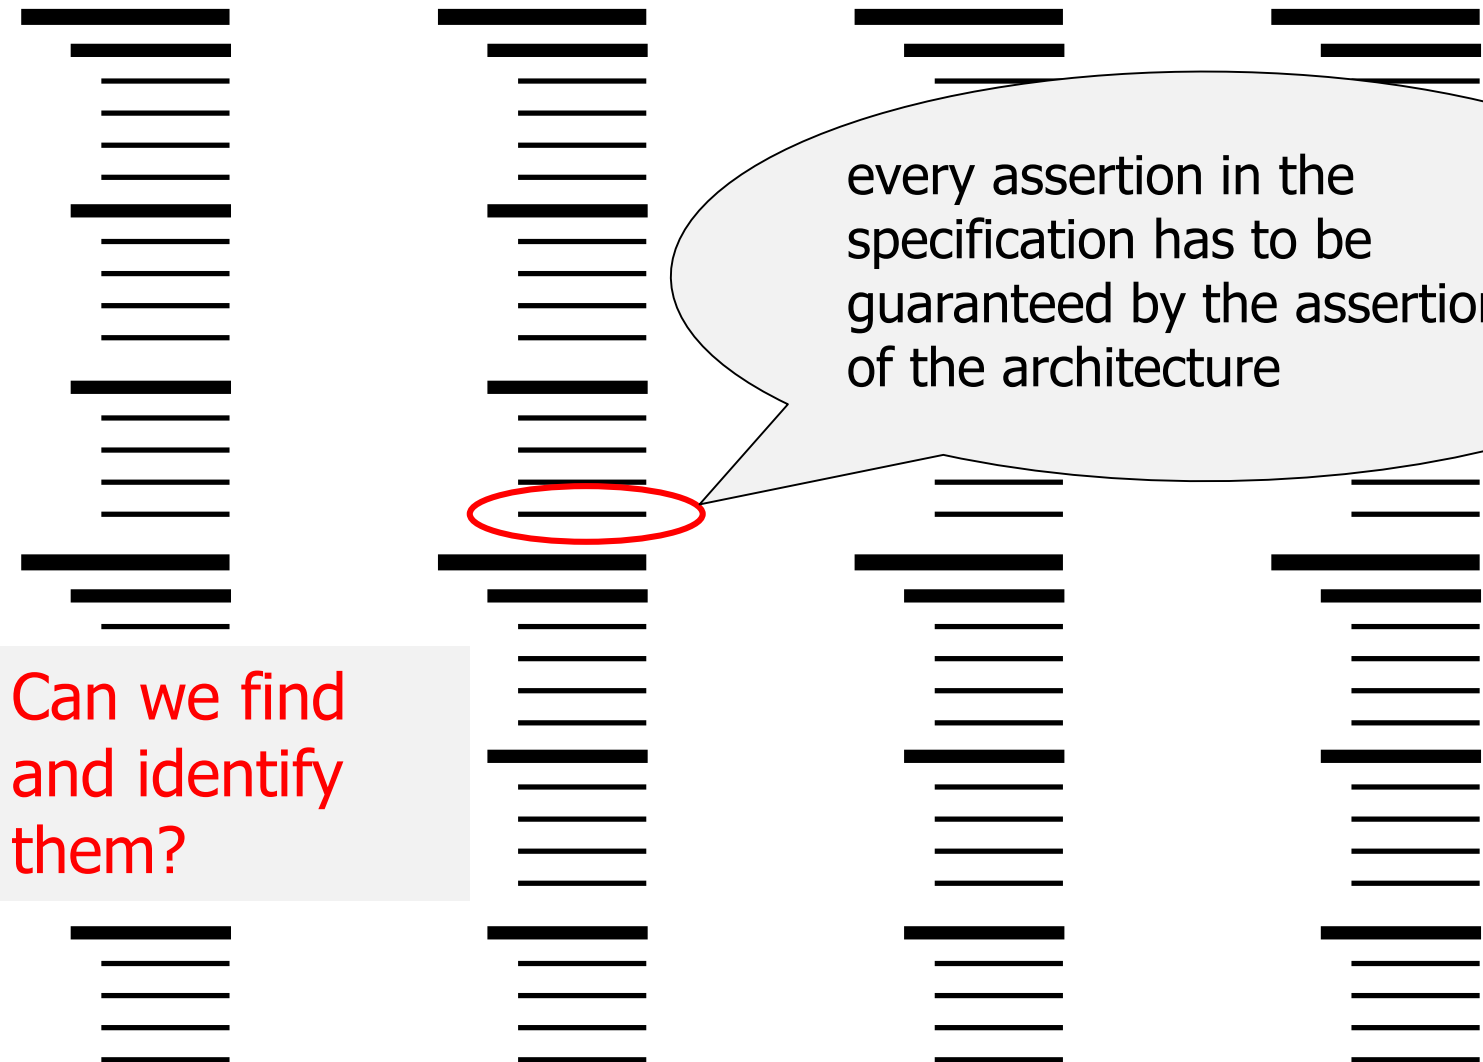 every assertion in the
specification has to be
guaranteed by the
of the architecture
Can we find
and identify
them?